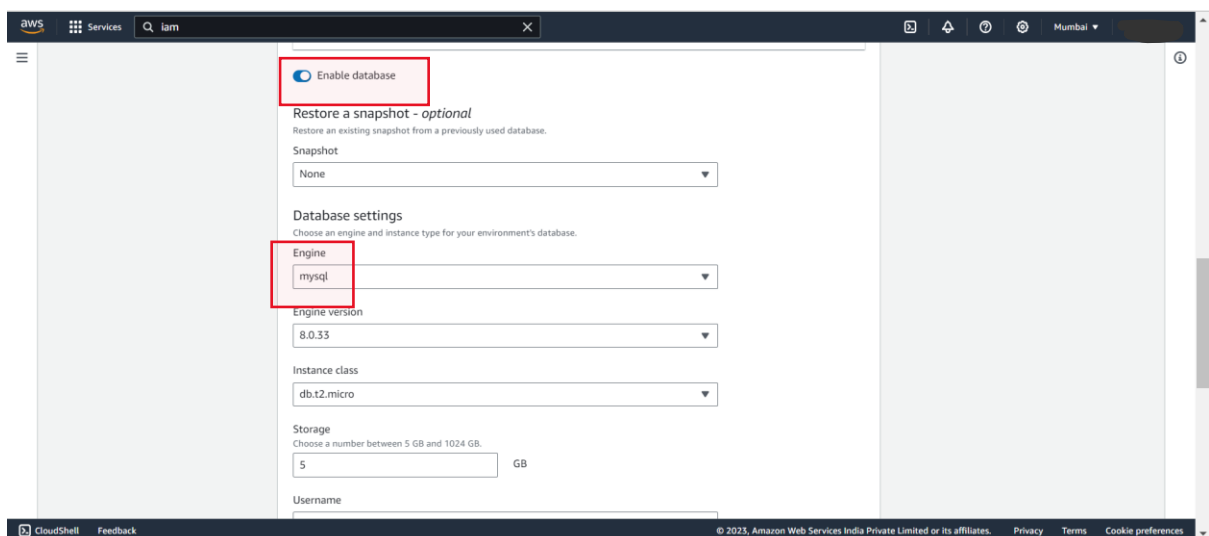 aws Services iam Mumbai
Enable database
Restore a snapshot - optional
Restore an existing snapshot from a previously used database.
Snapshot
None
Database settings
Choose an engine and instance type for your environment's database.
Engine
mysql
Engine version
8.0.33
Instance class
db.t2.micro
Storage
Choose a number between 5 GB and 1024 GB.
5 GB
Username
CloudShell Feedback © 2023, Amazon Web Services India Private Limited or its affiliates. Privacy Terms Cookie preferences